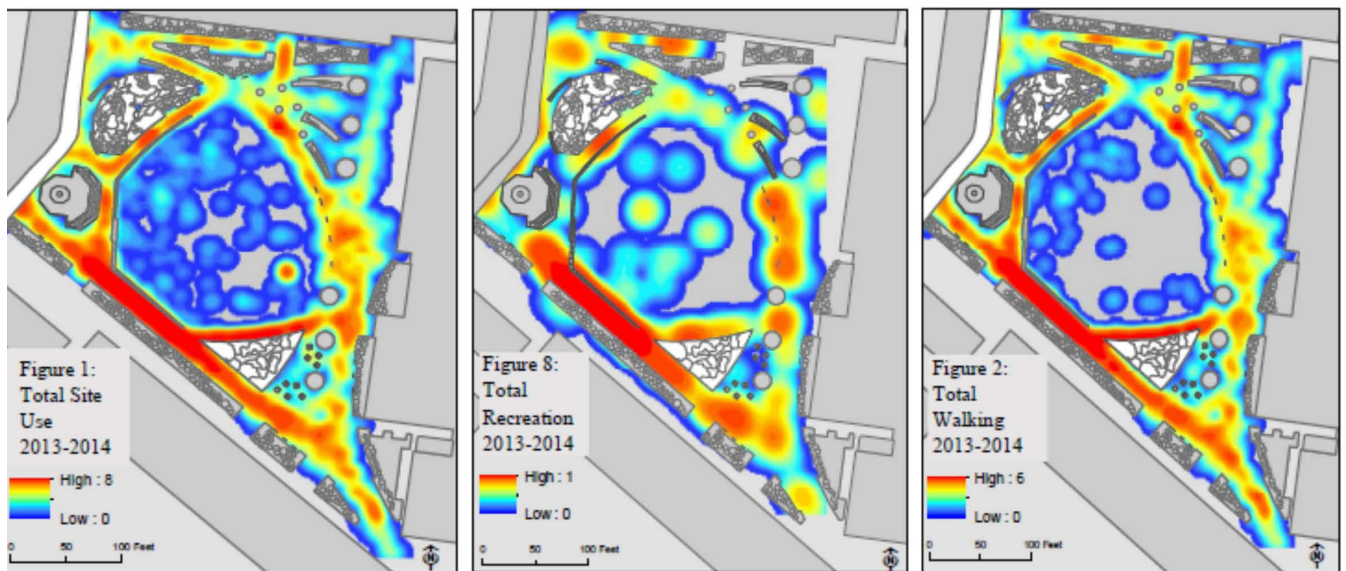 Figure 1:
Total Site
Use
2013-2014
High : 8
Low : 0
0 50 100 Feet
N
Figure 8:
Total
Recreation
2013-2014
High : 1
Low : 0
0 50 100 Feet
N
Figure 2:
Total
Walking
2013-2014
High : 6
Low : 0
0 50 100 Feet
N